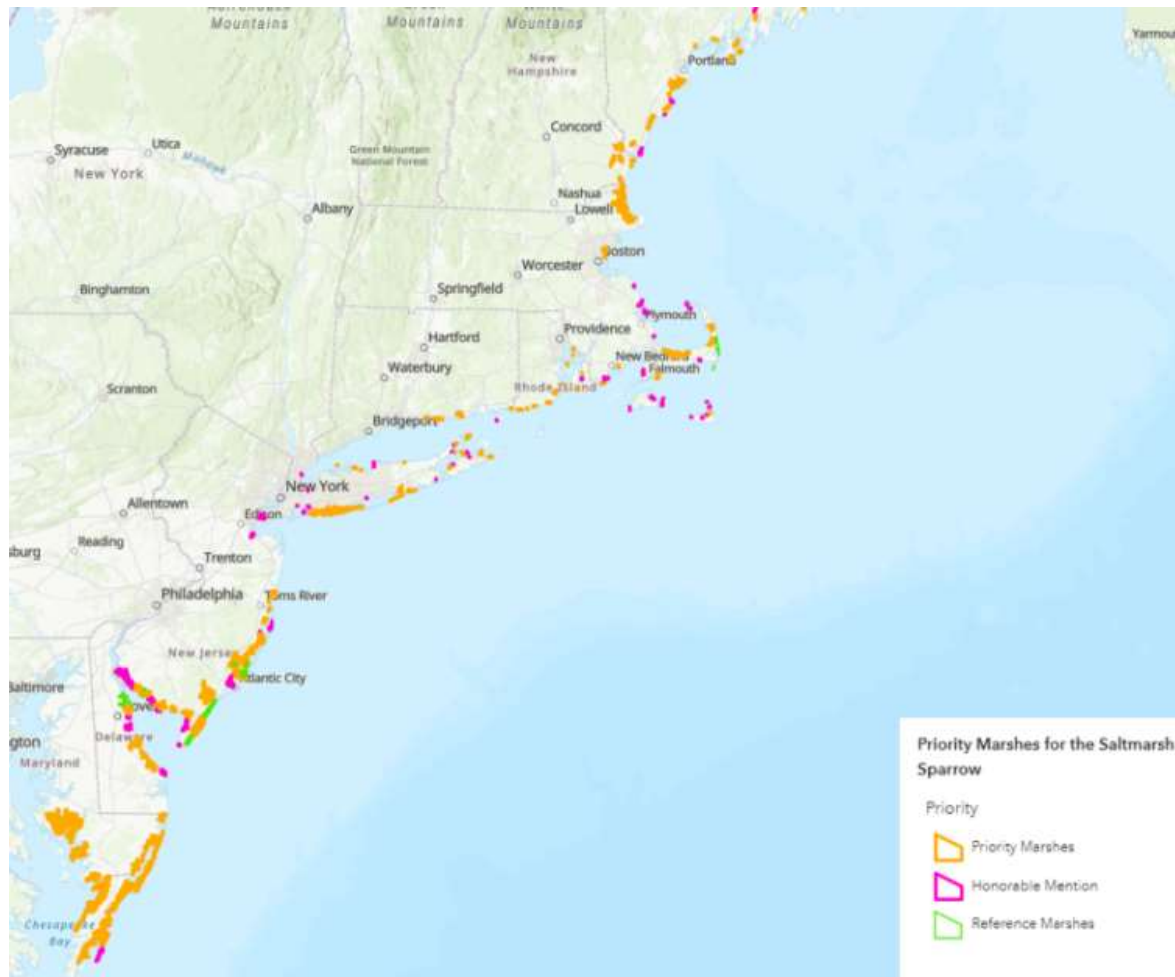 Mountains
Mountains
Mountains
Yarmou
Portland
New
Hampshire
Concord
Utica
Syracuse
Mohawk
Green Mountain
National Forest
New York
Nashua
Albany
Lowell
Boston
Worcester
Springfield
Binghamton
Plymouth
Providence
Hartford
New Bedford
Waterbury
Falmouth
Scranton
Rhode Island
Bridgeport
New York
Allentown
Edison
Reading
sburg
Trenton
Philadelphia
Toms River
New Jersey
Atlantic City
Baltimore
Dover
Delaware
ngton
Maryland
Chesapeake
Bay
Priority Marshes for the Saltmarsh
Sparrow
Priority
Priority Marshes
Honorable Mention
Reference Marshes